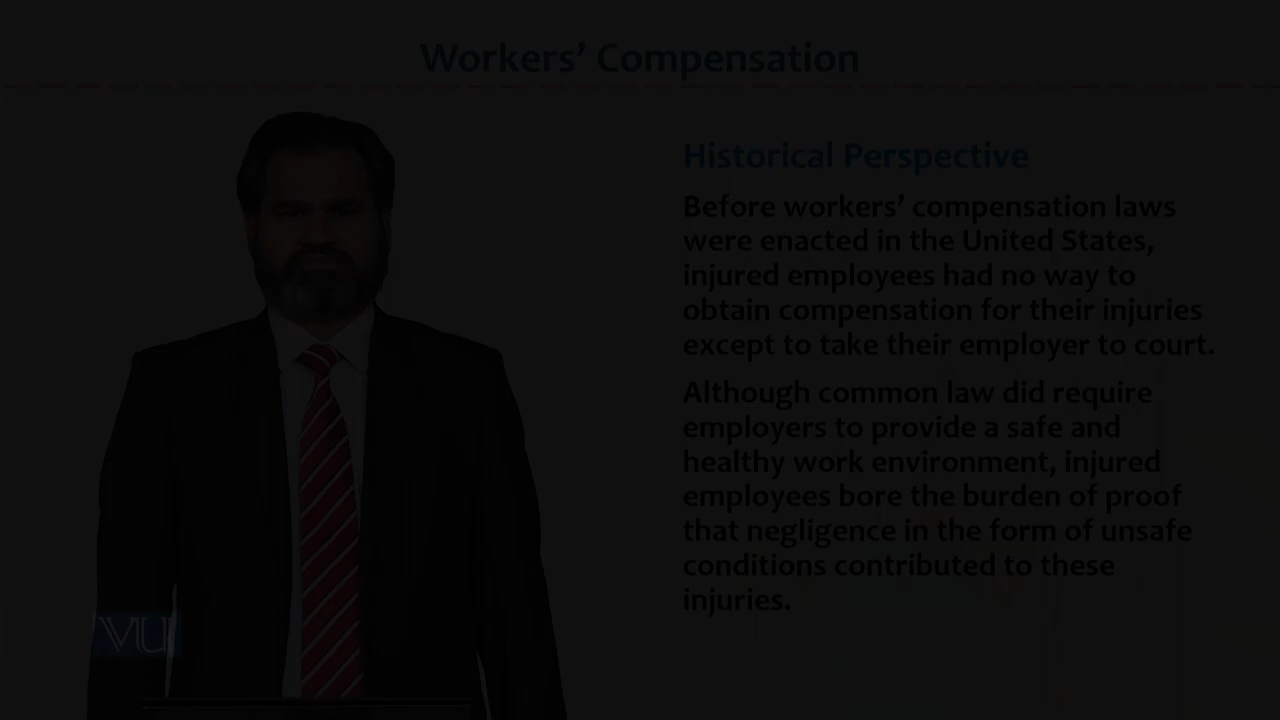 Workers’ Compensation
Historical Perspective
Before workers’ compensation laws
were enacted in the United States,
injured employees had no way to
obtain compensation for their injuries
except to take their employer to court.
Although common law did require
employers to provide a safe and
healthy work environment, injured
employees bore the burden of proof
that negligence in the form of unsafe
conditions contributed to these
injuries.
VU